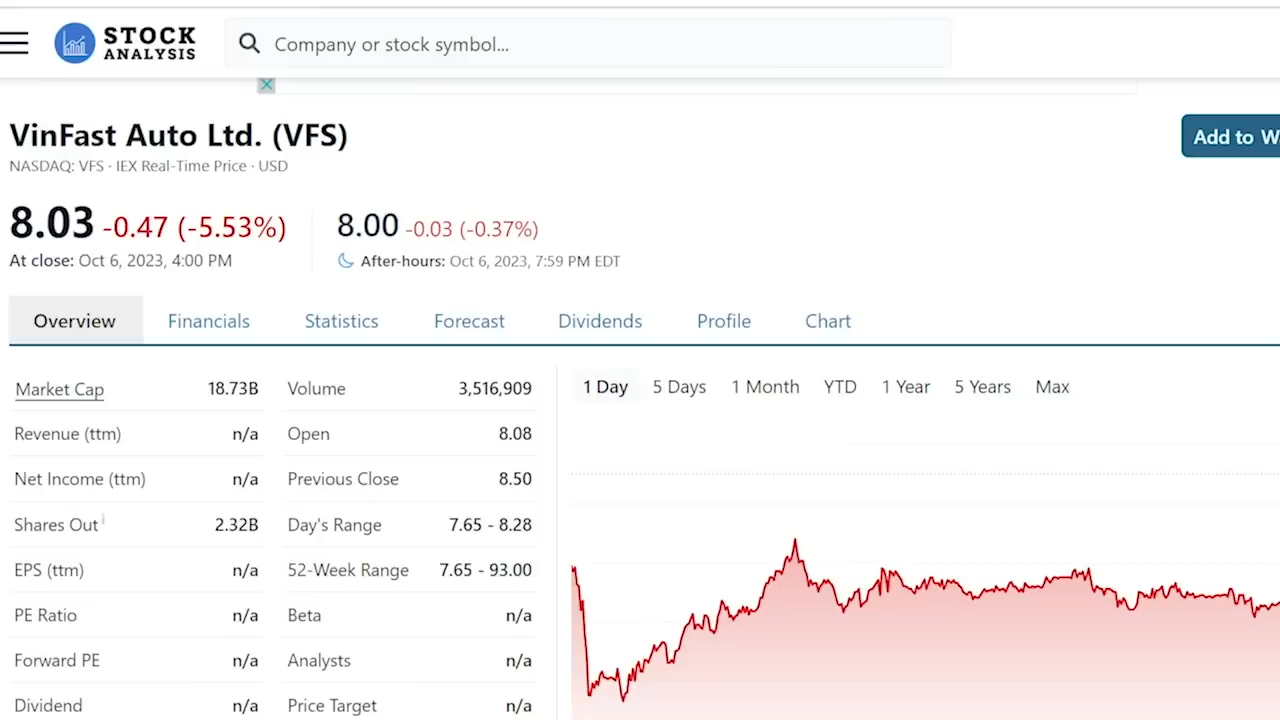 STOCK
ANALYSIS
Company or stock symbol...
VinFast Auto Ltd. (VFS)
Add to W
NASDAQ: VFS · IEX Real-Time Price · USD
8.03 -0.47 (-5.53%)
8.00 -0.03 (-0.37%)
At close: Oct 6, 2023, 4:00 PM
After-hours: Oct 6, 2023, 7:59 PM EDT
Overview Financials Statistics Forecast Dividends Profile Chart
Market Cap 18.73B Volume 3,516,909
Revenue (ttm) n/a Open 8.08
Net Income (ttm) n/a Previous Close 8.50
Shares Out 2.32B Day's Range 7.65 - 8.28
EPS (ttm) n/a 52-Week Range 7.65 - 93.00
PE Ratio n/a Beta n/a
Forward PE n/a Analysts n/a
Dividend n/a Price Target n/a
1 Day 5 Days 1 Month YTD 1 Year 5 Years Max